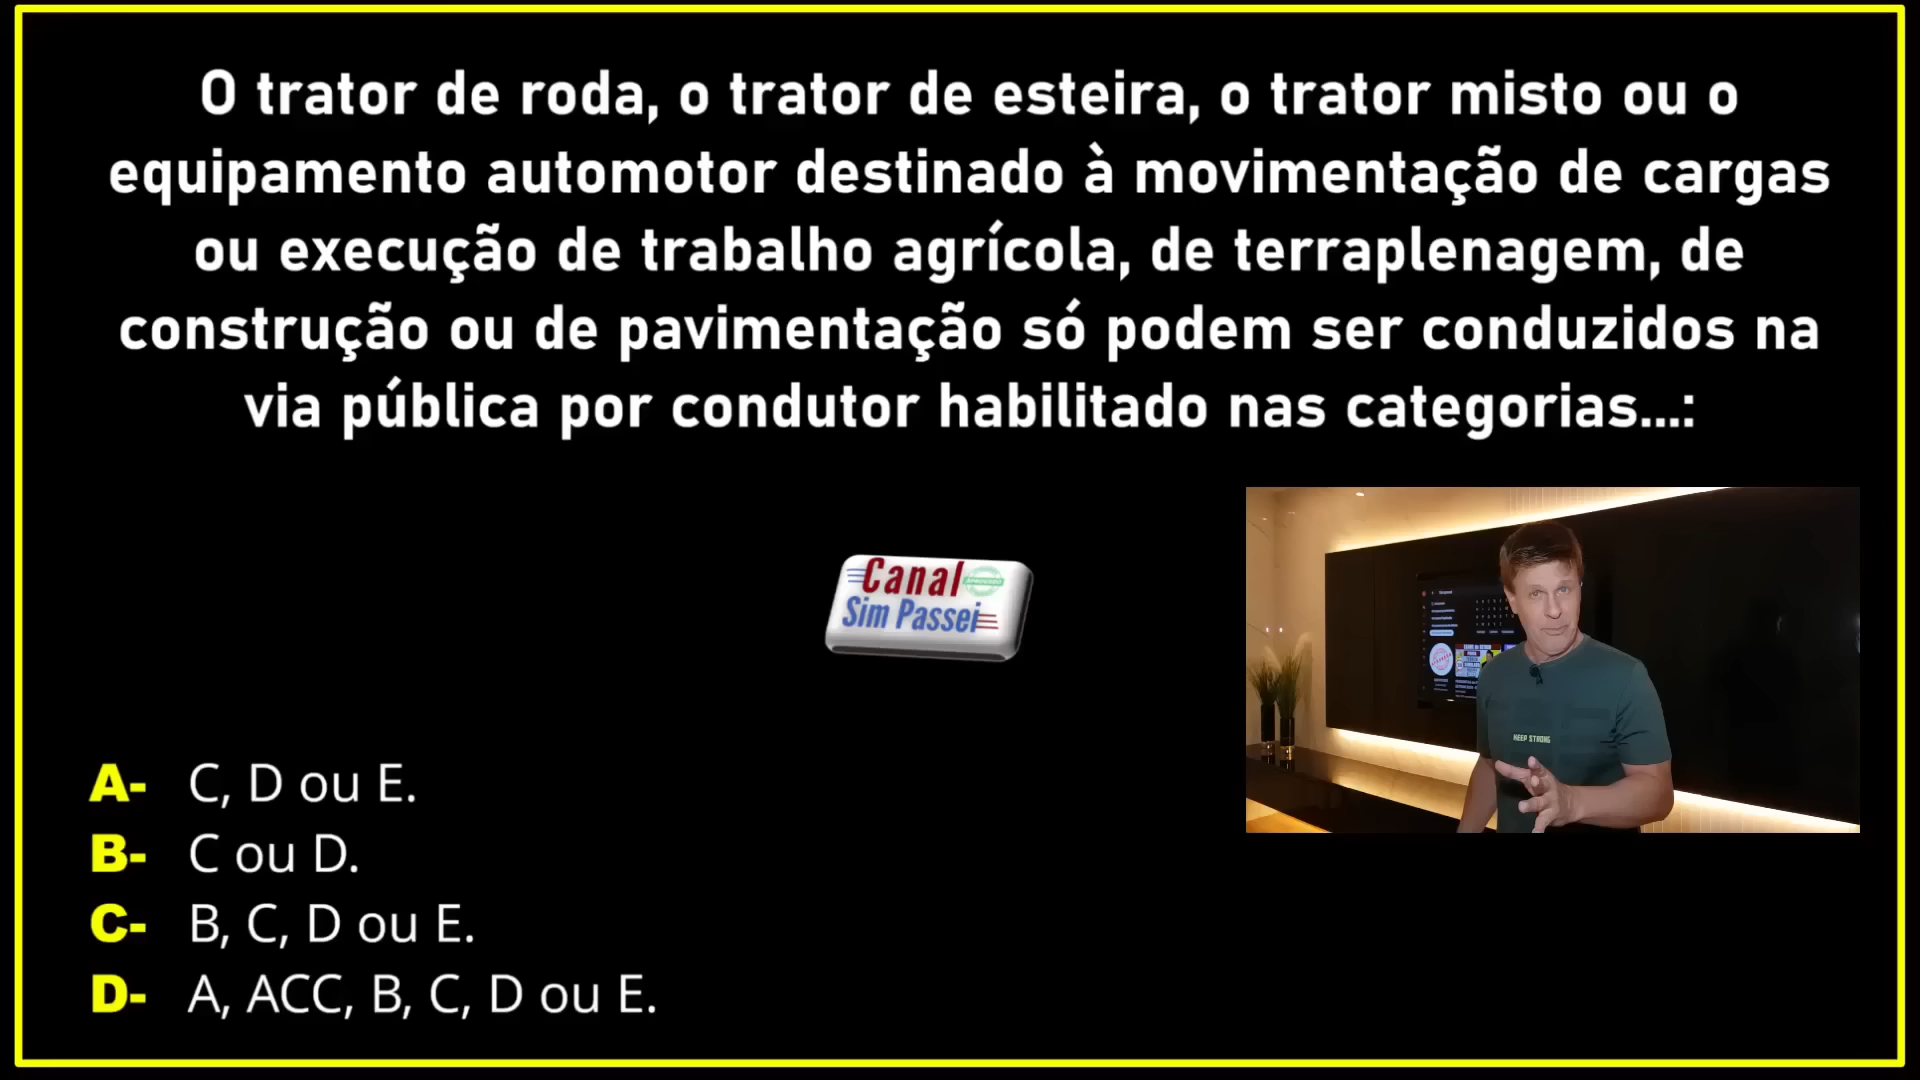 O trator de roda, o trator de esteira, o trator misto ou o
equipamento automotor destinado à movimentação de cargas
ou execução de trabalho agrícola, de terraplenagem, de
construção ou de pavimentação só podem ser conduzidos na
via pública por condutor habilitado nas categorias...:
Canal
Sim Passei
KEEP STRONG
A- C, D ou E.
B- C ou D.
C- B, C, D ou E.
D- A, ACC, B, C, D ou E.